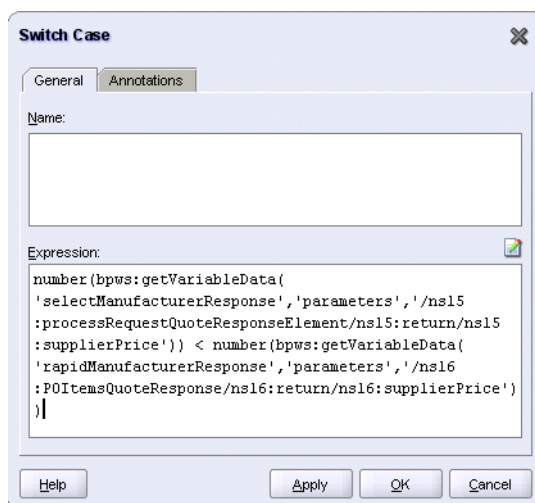 Switch Case
General Annotations
Name:
Expression:
number(bpws:getVariableData(
'selectManufacturerResponse','parameters','/ns15
:processRequestQuoteResponseElement/ns15:return/ns15
:supplierPrice')) < number(bpws:getVariableData(
'rapidManufacturerResponse','parameters','/ns16
:POItemsQuoteResponse/ns16:return/ns16:supplierPrice')
)
Help Apply OK Cancel